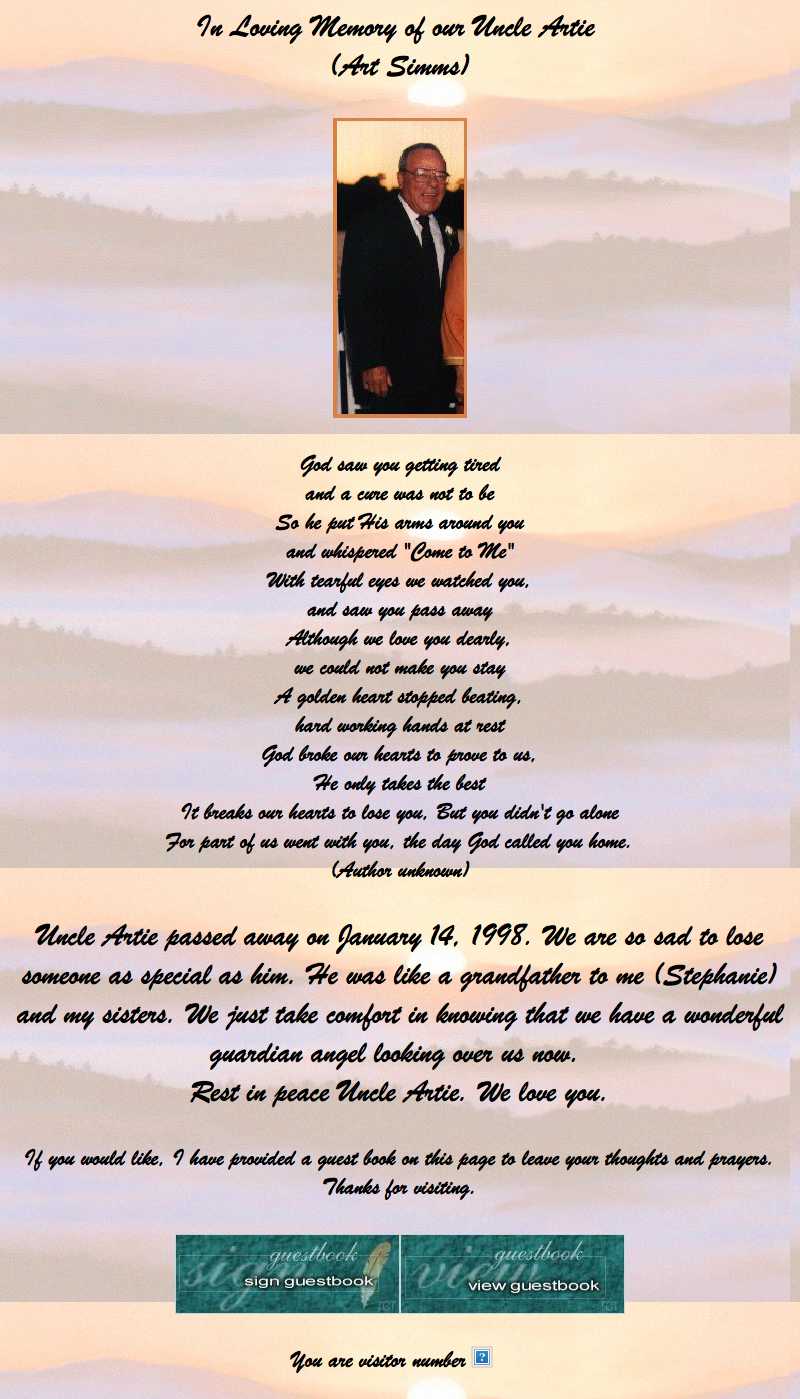 In Loving Memory of our Uncle Artie
(Art Simms)
God saw you getting tired
and a cure was not to be
So he put His arms around you
and whispered "Come to Me"
With tearful eyes we watched you,
and saw you pass away
Although we love you dearly,
we could not make you stay
A golden heart stopped beating,
hard working hands at rest
God broke our hearts to prove to us,
He only takes the best
It breaks our hearts to lose you, But you didn't go alone
For part of us went with you, the day God called you home.
(Author unknown)
Uncle Artie passed away on January 14, 1998. We are so sad to lose
someone as special as him. He was like a grandfather to me (Stephanie)
and my sisters. We just take comfort in knowing that we have a wonderful
guardian angel looking over us now.
Rest in peace Uncle Artie. We love you.
If you would like, I have provided a guest book on this page to leave your thoughts and prayers.
Thanks for visiting.
sign guestbook
sign guestbook
guestbook
view guestbook
You are visitor number